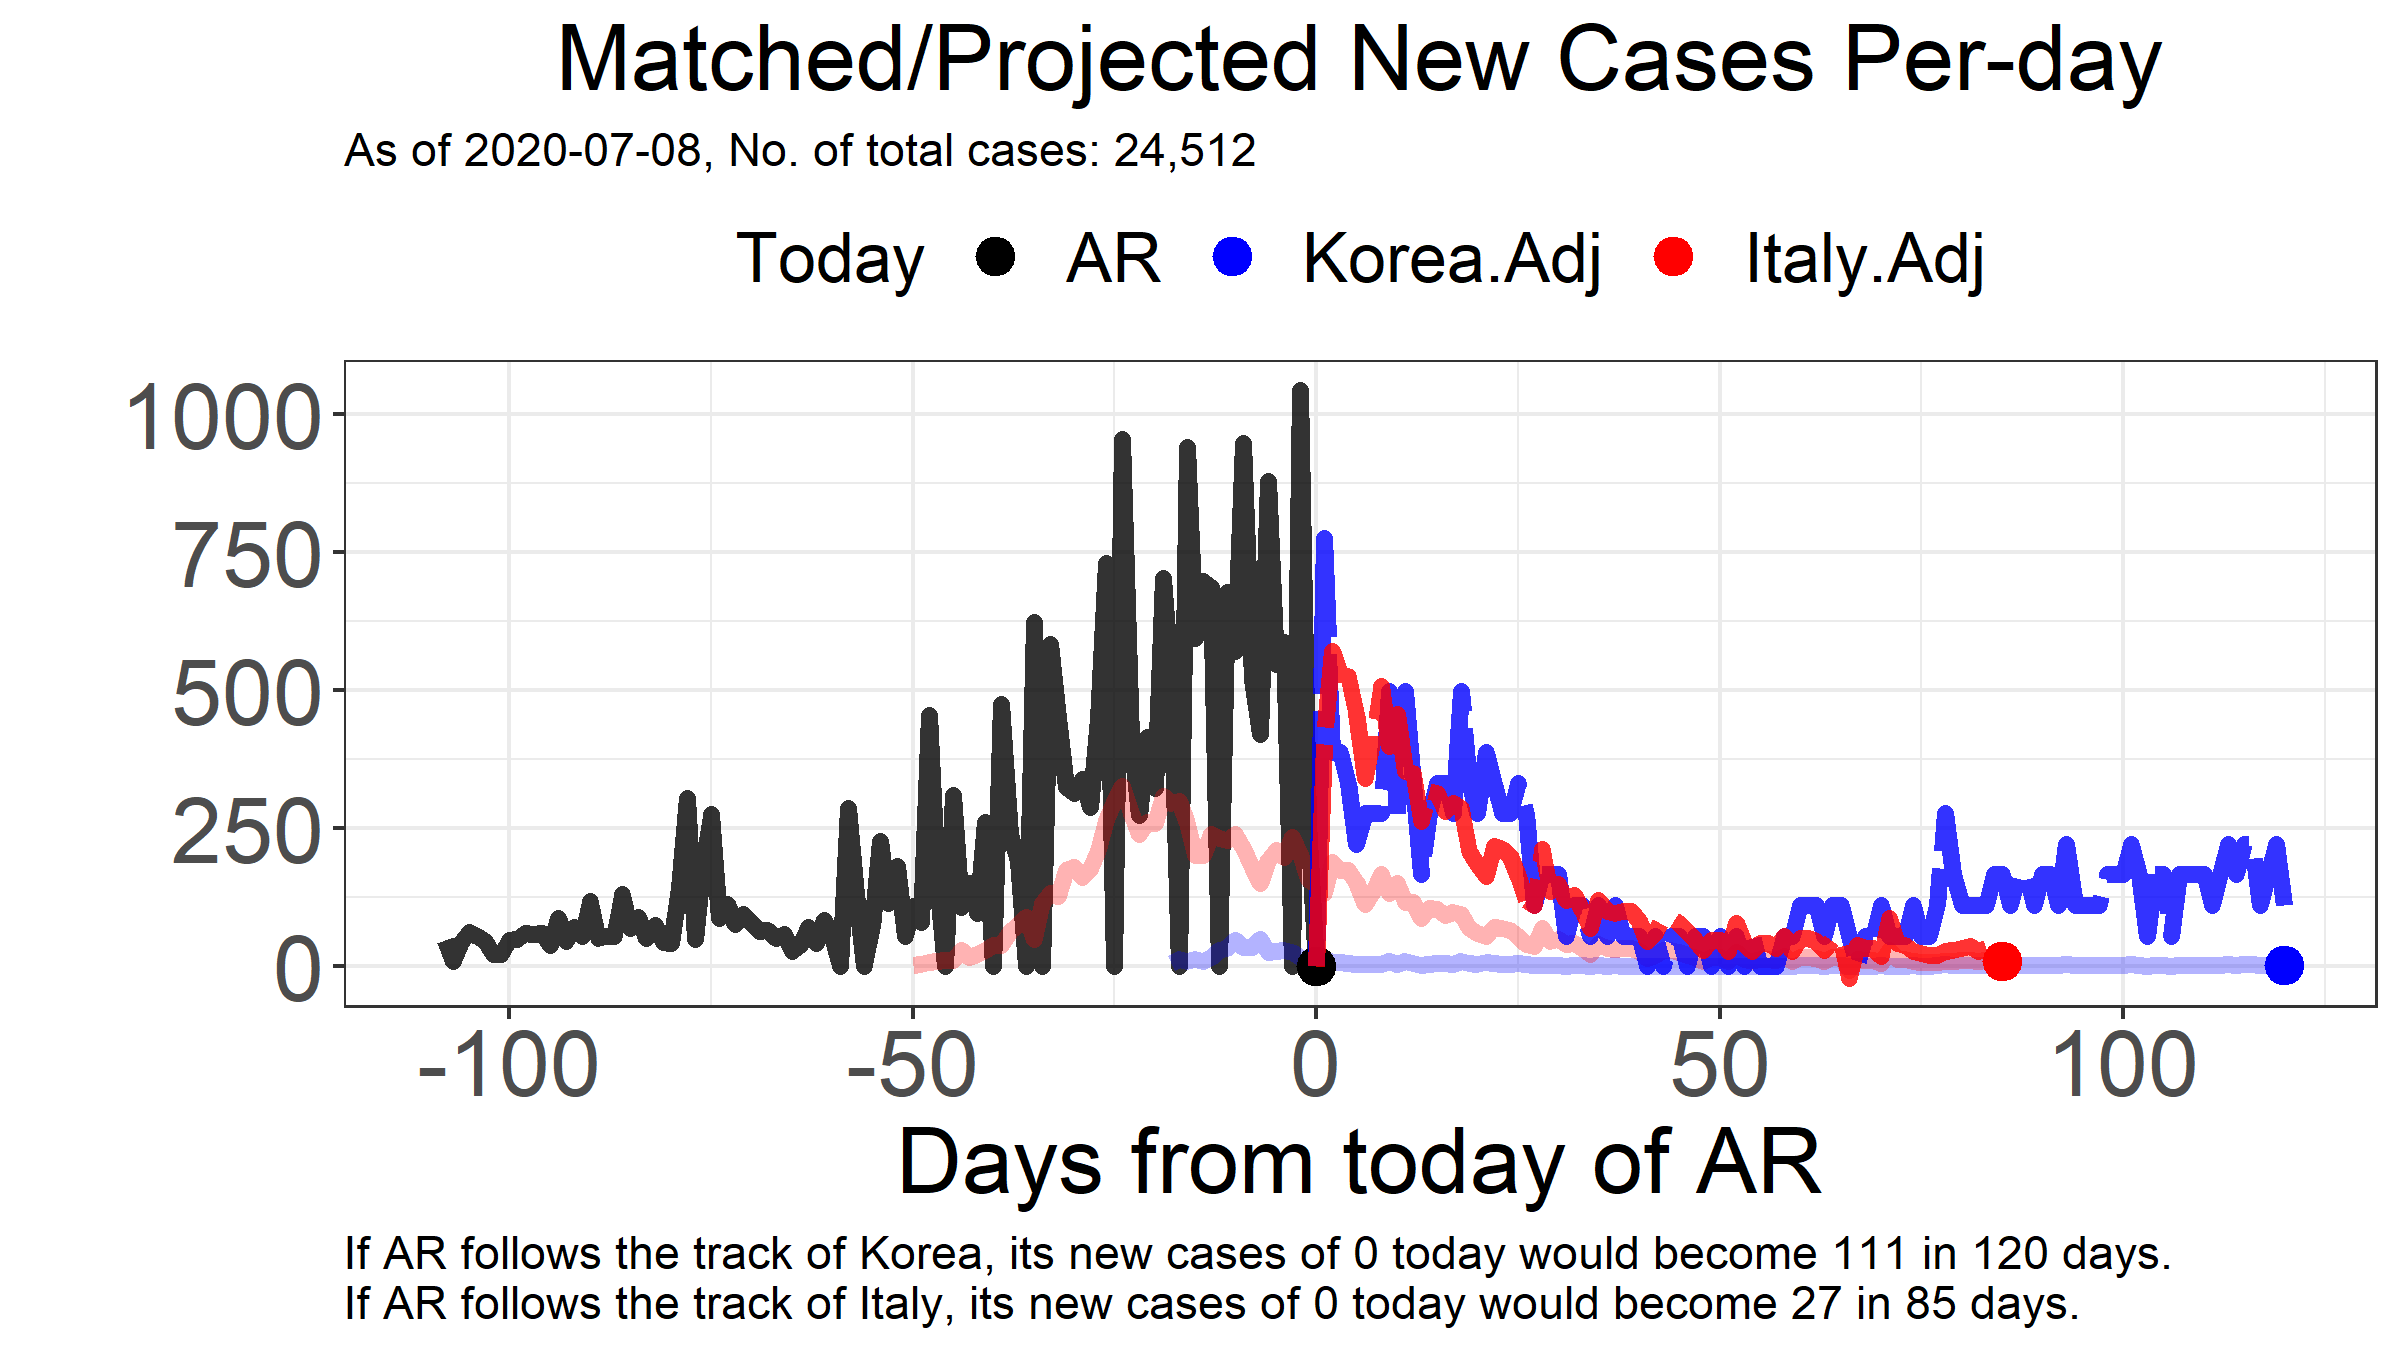 Matched/Projected New Cases Per-day
As of 2020-07-08, No. of total cases: 24,512
Today AR Korea.Adj Italy.Adj
1000
750
500
250
0
-100 -50 0 50 100
Days from today of AR
If AR follows the track of Korea, its new cases of 0 today would become 111 in 120 days.
If AR follows the track of Italy, its new cases of 0 today would become 27 in 85 days.